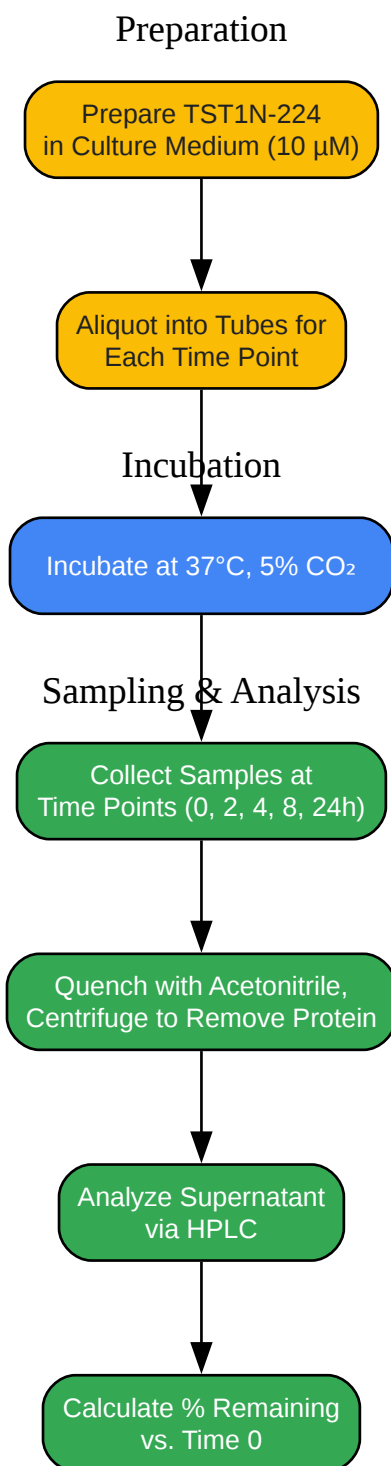 Preparation
Prepare TST1N-224
in Culture Medium (10 µM)
Aliquot into Tubes for
Each Time Point
Incubation
Incubate at 37°C, 5% CO₂
Sampling & Analysis
Collect Samples at
Time Points (0, 2, 4, 8, 24h)
Quench with Acetonitrile,
Centrifuge to Remove Protein
Analyze Supernatant
via HPLC
Calculate % Remaining
vs. Time 0